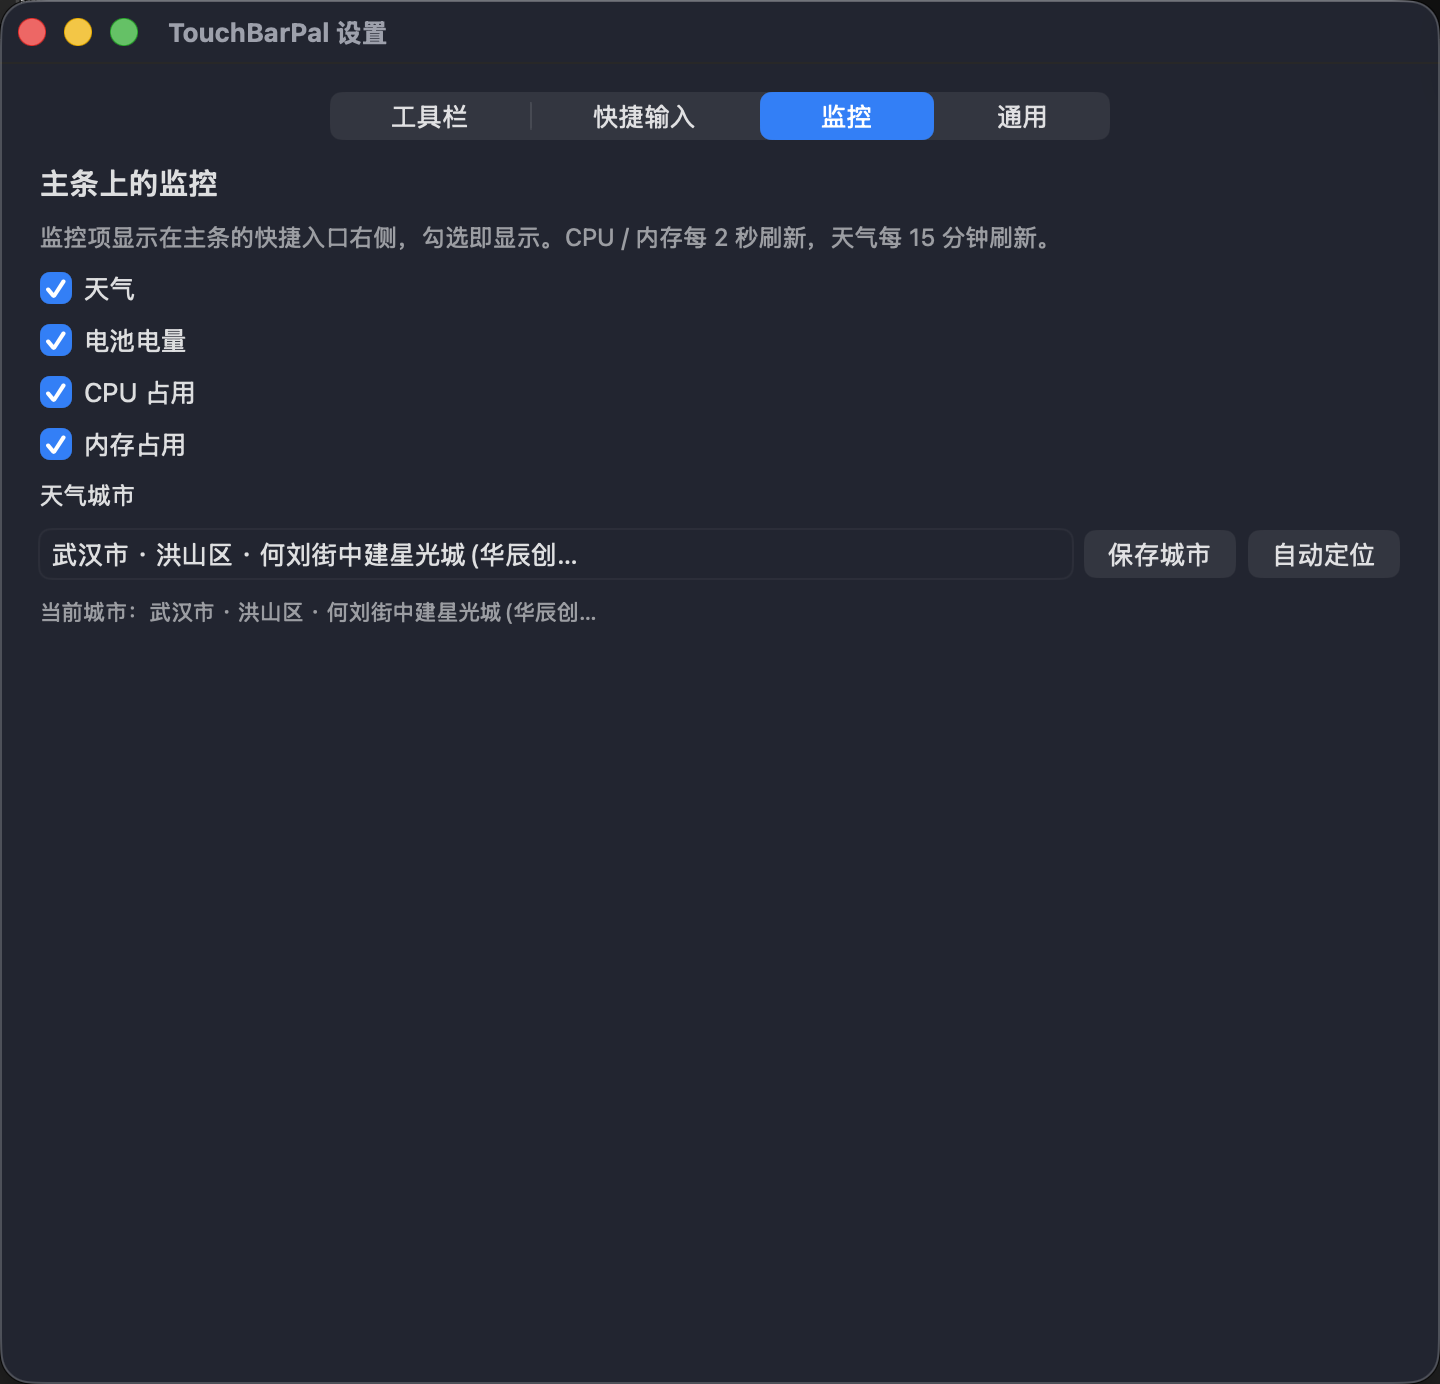 TouchBarPal 设置
工具栏 快捷输入 监控 通用
主条上的监控
监控项显示在主条的快捷入口右侧，勾选即显示。CPU / 内存每 2 秒刷新，天气每 15 分钟刷新。
天气
电池电量
CPU 占用
内存占用
天气城市
武汉市 · 洪山区 · 何刘街中建星光城(华辰创... 保存城市 自动定位
当前城市：武汉市 · 洪山区 · 何刘街中建星光城(华辰创...